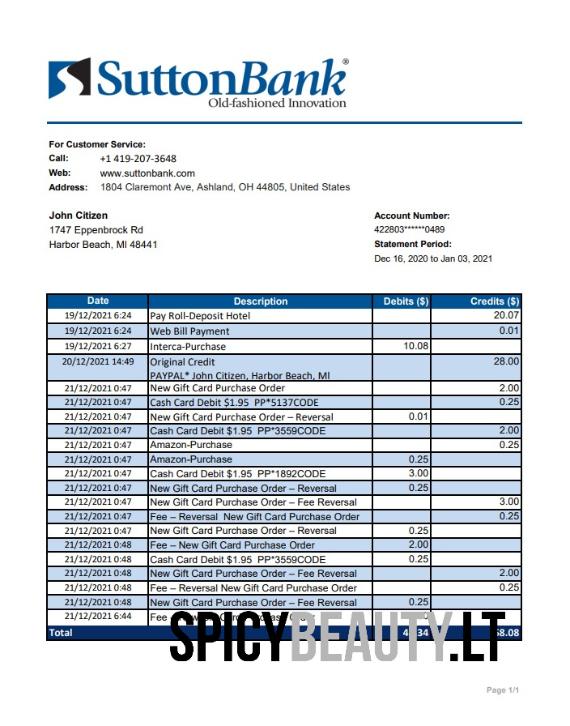 SuttonBank®
Old-fashioned Innovation
For Customer Service:
Call: +1 419-207-3648
Web: www.suttonbank.com
Address: 1804 Claremont Ave, Ashland, OH 44805, United States
John Citizen
1747 Eppenbrock Rd
Harbor Beach, MI 48441
Account Number:
422803******0489
Statement Period:
Dec 16, 2020 to Jan 03, 2021
Date Description Debits ($) Credits ($)
19/12/2021 6:24 Pay Roll-Deposit Hotel 20.07
19/12/2021 6:24 Web Bill Payment 0.01
19/12/2021 6:27 Interca-Purchase 10.08
20/12/2021 14:49 Original Credit 28.00
PAYPAL* John Citizen, Harbor Beach, MI
21/12/2021 0:47 New Gift Card Purchase Order 2.00
21/12/2021 0:47 Cash Card Debit $1.95 PP*5137CODE 0.25
21/12/2021 0:47 New Gift Card Purchase Order – Reversal 0.01
21/12/2021 0:47 Cash Card Debit $1.95 PP*3559CODE 2.00
21/12/2021 0:47 Amazon-Purchase 0.25
21/12/2021 0:47 Amazon-Purchase 0.25
21/12/2021 0:47 Cash Card Debit $1.95 PP*1892CODE 3.00
21/12/2021 0:47 New Gift Card Purchase Order – Reversal 0.25
21/12/2021 0:47 New Gift Card Purchase Order – Fee Reversal 3.00
21/12/2021 0:47 Fee – Reversal New Gift Card Purchase Order 0.25
21/12/2021 0:47 New Gift Card Purchase Order – Reversal 0.25
21/12/2021 0:48 Fee – New Gift Card Purchase Order 2.00
21/12/2021 0:48 Cash Card Debit $1.95 PP*3559CODE 0.25
21/12/2021 0:48 New Gift Card Purchase Order – Fee Reversal 2.00
21/12/2021 0:48 Fee – Reversal New Gift Card Purchase Order 0.25
21/12/2021 0:48 New Gift Card Purchase Order – Fee Reversal 0.25
21/12/2021 6:44 Fee
Total
SPICYBEAUTY.LT
Page 1/1